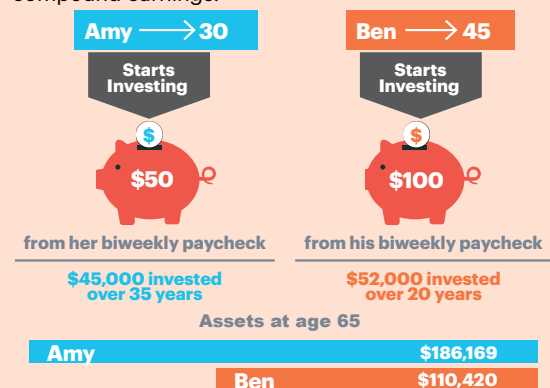 compound earnings.
Amy → 30
Ben → 45
Starts
Investing
Starts
Investing
$
$
$50
$100
from her biweekly paycheck
from his biweekly paycheck
$45,000 invested
over 35 years
$52,000 invested
over 20 years
Assets at age 65
Amy $186,169
Ben $110,420